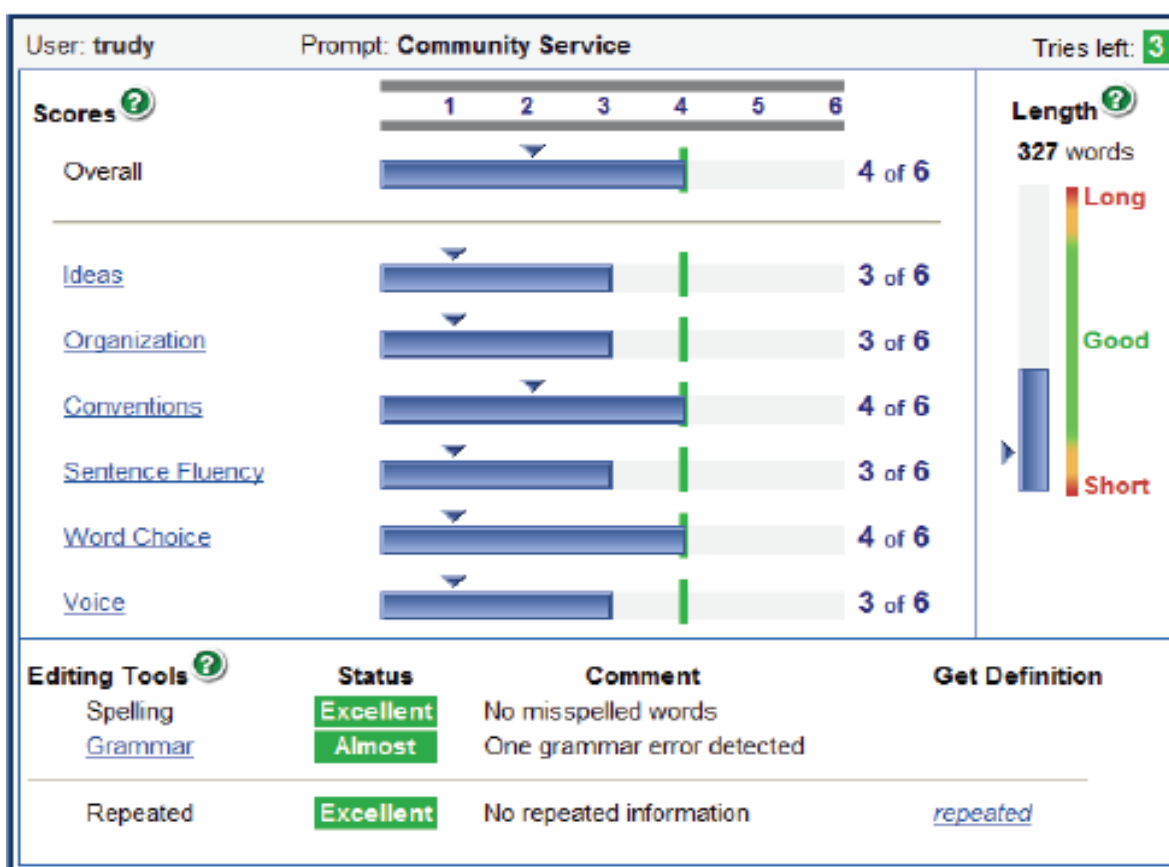 User: trudy Prompt: Community Service Tries left: 3
Scores ? 1 2 3 4 5 6
Overall 4 of 6
Ideas 3 of 6
Organization 3 of 6
Conventions 4 of 6
Sentence Fluency 3 of 6
Word Choice 4 of 6
Voice 3 of 6
Length ?
327 words
Long
Good
Short
Editing Tools ? Status Comment Get Definition
Spelling Excellent No misspelled words
Grammar Almost One grammar error detected
Repeated Excellent No repeated information repeated